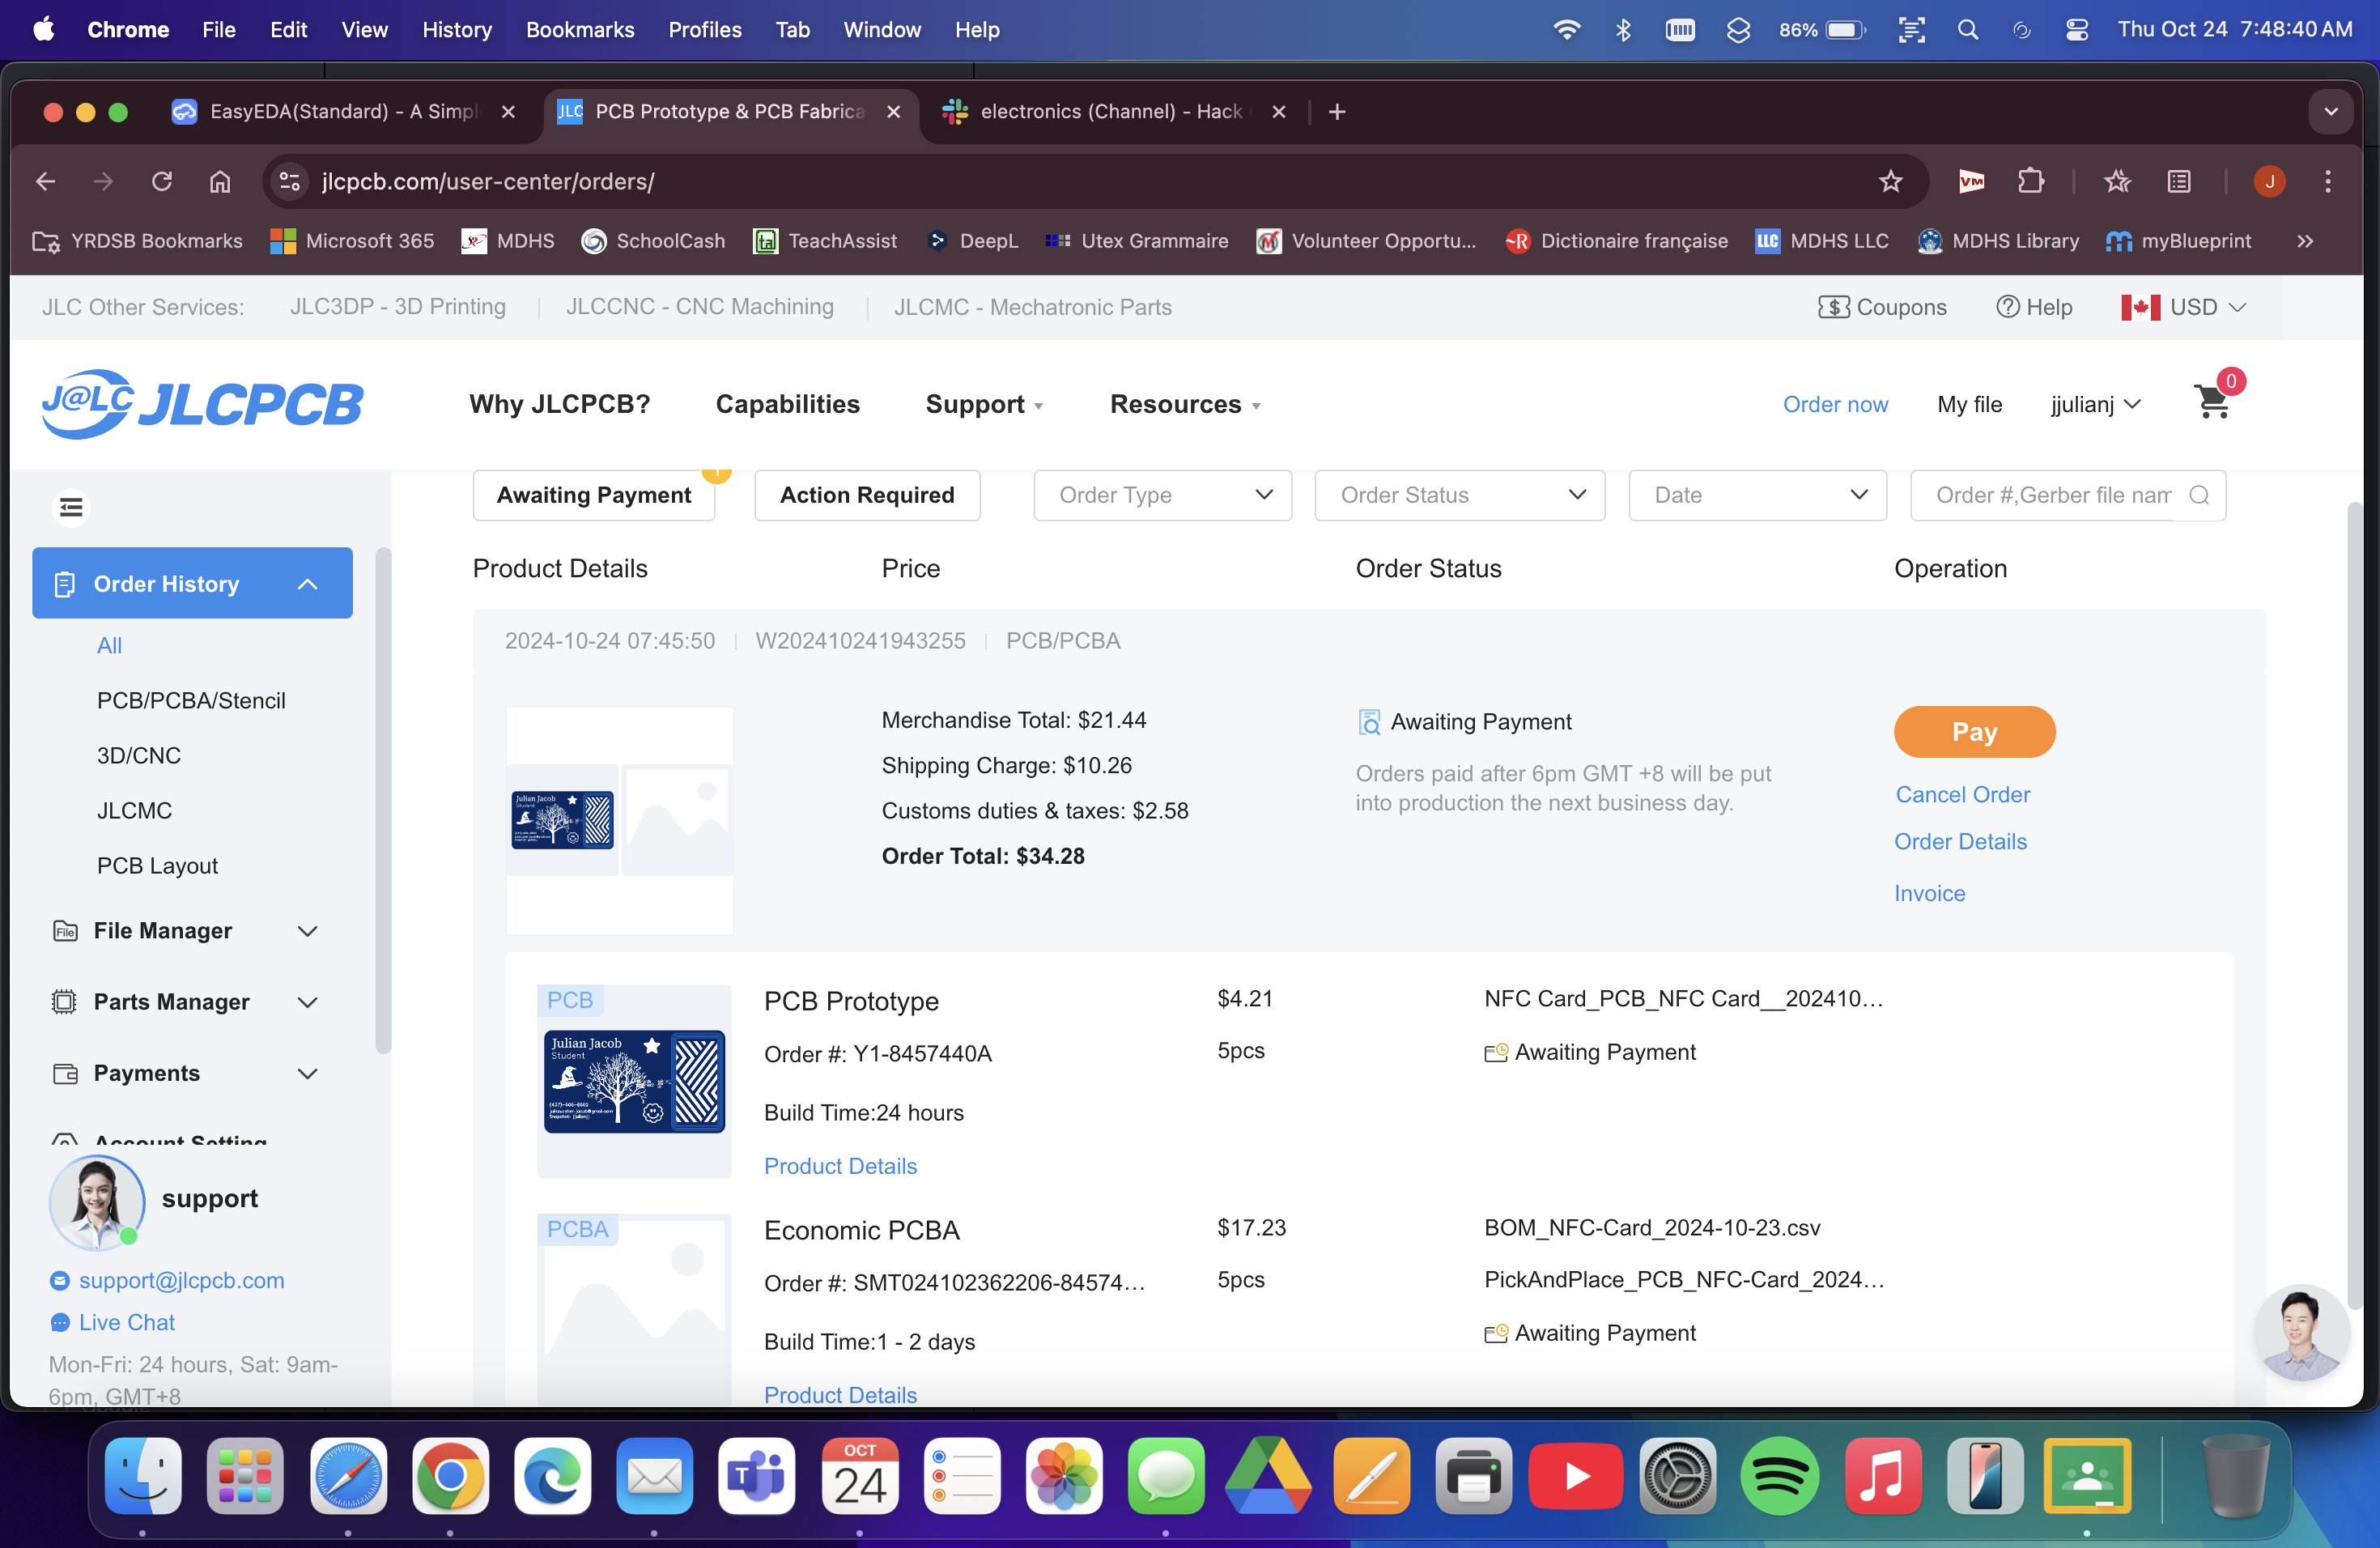 Chrome File Edit View History Bookmarks Profiles Tab Window Help 86% Thu Oct 24 7:48:40 AM
EasyEDA(Standard) - A Simpl JLC PCB Prototype & PCB Fabrica electronics (Channel) - Hack
jlcpcb.com/user-center/orders/ VM J
YRDSB Bookmarks Microsoft 365 MDHS SchoolCash ta TeachAssist DeepL Utex Grammaire Volunteer Opportu... R Dictionaire française LLC MDHS LLC MDHS Library myBlueprint
JLC Other Services: JLC3DP - 3D Printing JLCCNC - CNC Machining JLCMC - Mechatronic Parts Coupons Help USD
J@LC JLCPCB Why JLCPCB? Capabilities Support Resources Order now My file jjulianj 0
Awaiting Payment Action Required Order Type Order Status Date Order #,Gerber file nam
Order History
All
PCB/PCBA/Stencil
3D/CNC
JLCMC
PCB Layout
File Manager
Parts Manager
Payments
Account Setting
support
support@jlcpcb.com
Live Chat
Mon-Fri: 24 hours, Sat: 9am-
6pm, GMT+8
Product Details Price Order Status Operation
2024-10-24 07:45:50 W202410241943255 PCB/PCBA
Julian Jacob
Student
Merchandise Total: $21.44
Shipping Charge: $10.26
Customs duties & taxes: $2.58
Order Total: $34.28
Awaiting Payment
Orders paid after 6pm GMT +8 will be put
into production the next business day.
Pay
Cancel Order
Order Details
Invoice
PCB
Julian Jacob
Student
PCB Prototype
Order #: Y1-8457440A
Build Time:24 hours
Product Details
$4.21
5pcs
NFC Card_PCB_NFC Card__202410...
Awaiting Payment
PCBA
Economic PCBA
Order #: SMT024102362206-84574...
Build Time:1 - 2 days
Product Details
$17.23
5pcs
BOM_NFC-Card_2024-10-23.csv
PickAndPlace_PCB_NFC-Card_2024...
Awaiting Payment
OCT
24